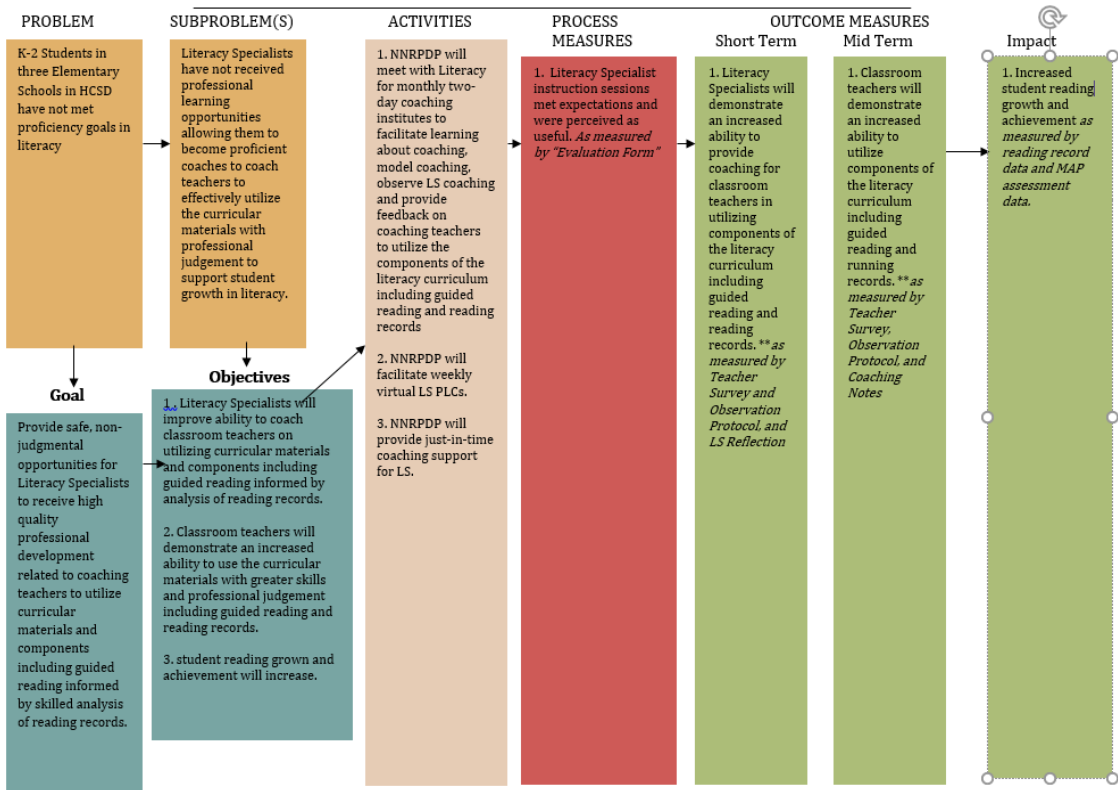 PROBLEM
SUBPROBLEM(S)
ACTIVITIES
PROCESS
MEASURES
OUTCOME MEASURES
Short Term
Mid Term
Impact
K-2 Students in
three Elementary
Schools in HCSD
have not met
proficiency goals in
literacy
Literacy Specialists
have not received
professional
learning
opportunities
allowing them to
become proficient
coaches to coach
teachers to
effectively utilize
the curricular
materials with
professional
judgement to
support student
growth in literacy.
Goal
Provide safe, non-
judgmental
opportunities for
Literacy Specialists
to receive high
quality
professional
development
related to coaching
teachers to utilize
curricular
materials and
components
including guided
reading informed
by skilled analysis
of reading records.
Objectives
1 . Literacy Specialists will
improve ability to coach
classroom teachers on
utilizing curricular materials
and components including
guided reading informed by
analysis of reading records.
2. Classroom teachers will
demonstrate an increased
ability to use the curricular
materials with greater skills
and professional judgement
including guided reading and
reading records.
3. student reading grown and
achievement will increase.
1. NNRPDP will
meet with Literacy
for monthly two-
day coaching
institutes to
facilitate learning
about coaching,
model coaching,
observe LS coaching
and provide
feedback on
coaching teachers
to utilize the
components of the
literacy curriculum
including guided
reading and reading
records
2. NNRPDP will
facilitate weekly
virtual LS PLCs.
3. NNRPDP will
provide just-in-time
coaching support
for LS.
1. Literacy Specialist
instruction sessions
met expectations and
were perceived as
useful. As measured
by “Evaluation Form”
1. Literacy
Specialists will
demonstrate
an increased
ability to
provide
coaching for
classroom
teachers in
utilizing
components of
the literacy
curriculum
including
guided
reading and
reading
records. **as
measured by
Teacher
Survey and
Observation
Protocol, and
LS Reflection
1. Classroom
teachers will
demonstrate
an increased
ability to
utilize
components of
the literacy
curriculum
including
guided
reading and
running
records. **as
measured by
Teacher
Survey,
Observation
Protocol, and
Coaching
Notes
1. Increased
student reading
growth and
achievement as
measured by
reading record
data and MAP
assessment
data.